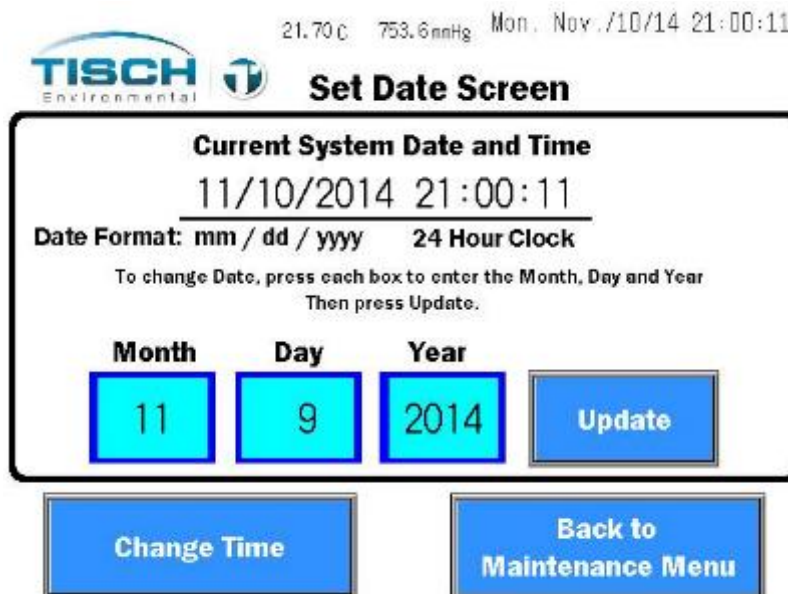 21.70C 753.6mmHg Mon. Nov./10/14 21:00:11
TISCH
Environmental
Set Date Screen
Current System Date and Time
11/10/2014 21:00:11
Date Format: mm / dd / yyyy 24 Hour Clock
To change Date, press each box to enter the Month, Day and Year
Then press Update.
Month Day Year
11 9 2014 Update
Change Time
Back to
Maintenance Menu